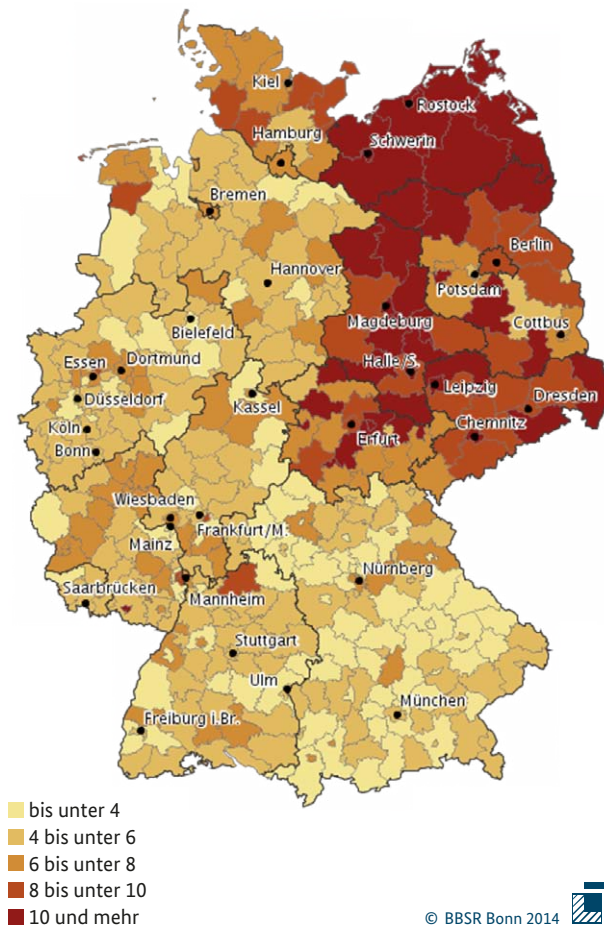 Kiel
Rostock
Hamburg
Schwerin
Bremen
Berlin
Hannover
Potsdam
Magdeburg
Bielefeld
Cottbus
Essen
Dortmund
Halle/S.
Leipzig
Düsseldorf
Kassel
Dresden
Köln
Erfurt
Chemnitz
Bonn
Wiesbaden
Frankfurt/M.
Mainz
Nürnberg
Saarbrücken
Mannheim
Stuttgart
Ulm
München
Freiburg i.Br.
bis unter 4
4 bis unter 6
6 bis unter 8
8 bis unter 10
10 und mehr
© BBSR Bonn 2014